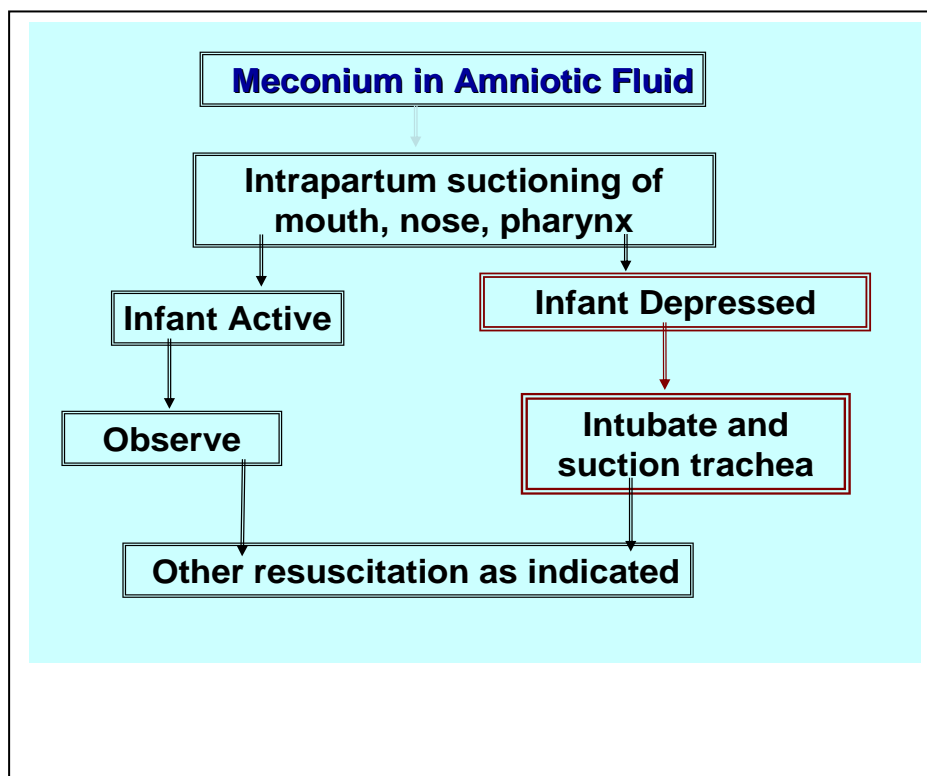 Meconium in Amniotic Fluid
Intrapartum suctioning of
mouth, nose, pharynx
Infant Active
Infant Depressed
Observe
Intubate and
suction trachea
Other resuscitation as indicated